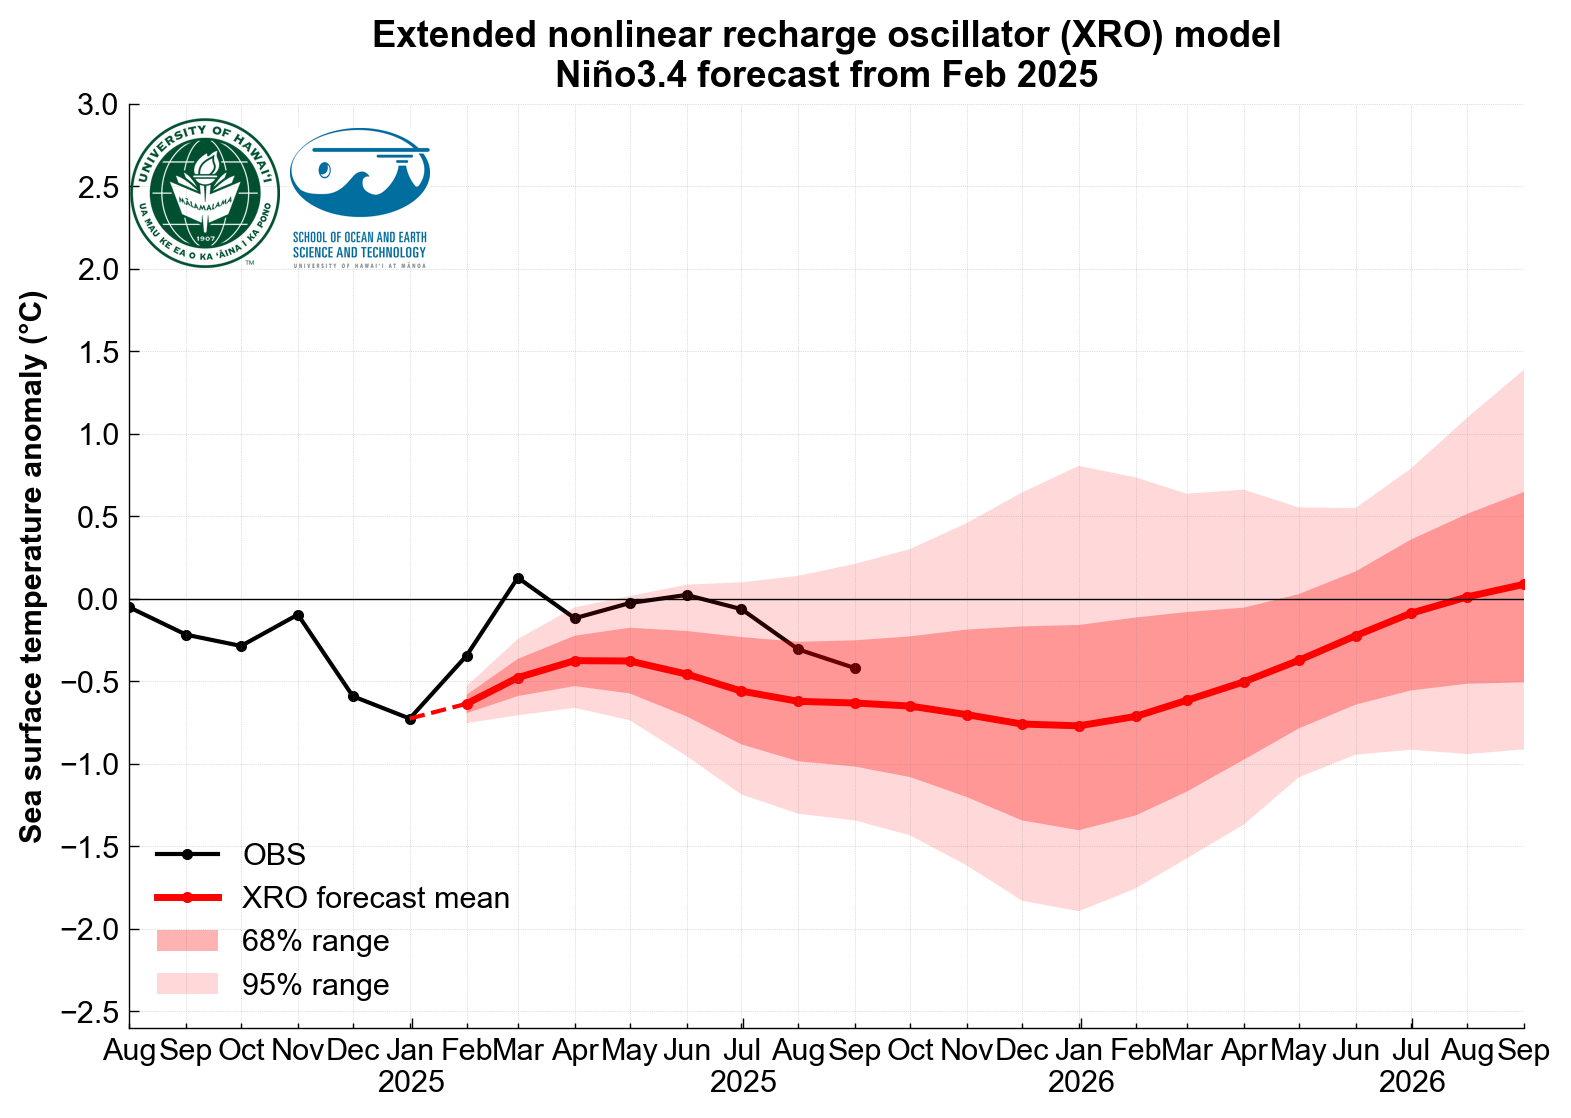 Extended nonlinear recharge oscillator (XRO) model
Niño3.4 forecast from Feb 2025
3.0
2.5
2.0
1.5
1.0
0.5
0.0
−0.5
−1.0
−1.5
−2.0
−2.5
Sea surface temperature anomaly (°C)
UNIVERSITY OF HAWAIʻI
MĀLAMALAMA
1907
UA MAU KE EA O KA ʻĀINA I KA PONO
TM
SCHOOL OF OCEAN AND EARTH
SCIENCE AND TECHNOLOGY
UNIVERSITY OF HAWAIʻI AT MĀNOA
OBS
XRO forecast mean
68% range
95% range
Aug Sep Oct Nov Dec Jan Feb Mar Apr May Jun Jul Aug Sep Oct Nov Dec Jan Feb Mar Apr May Jun Jul Aug Sep
2025 2025 2026 2026